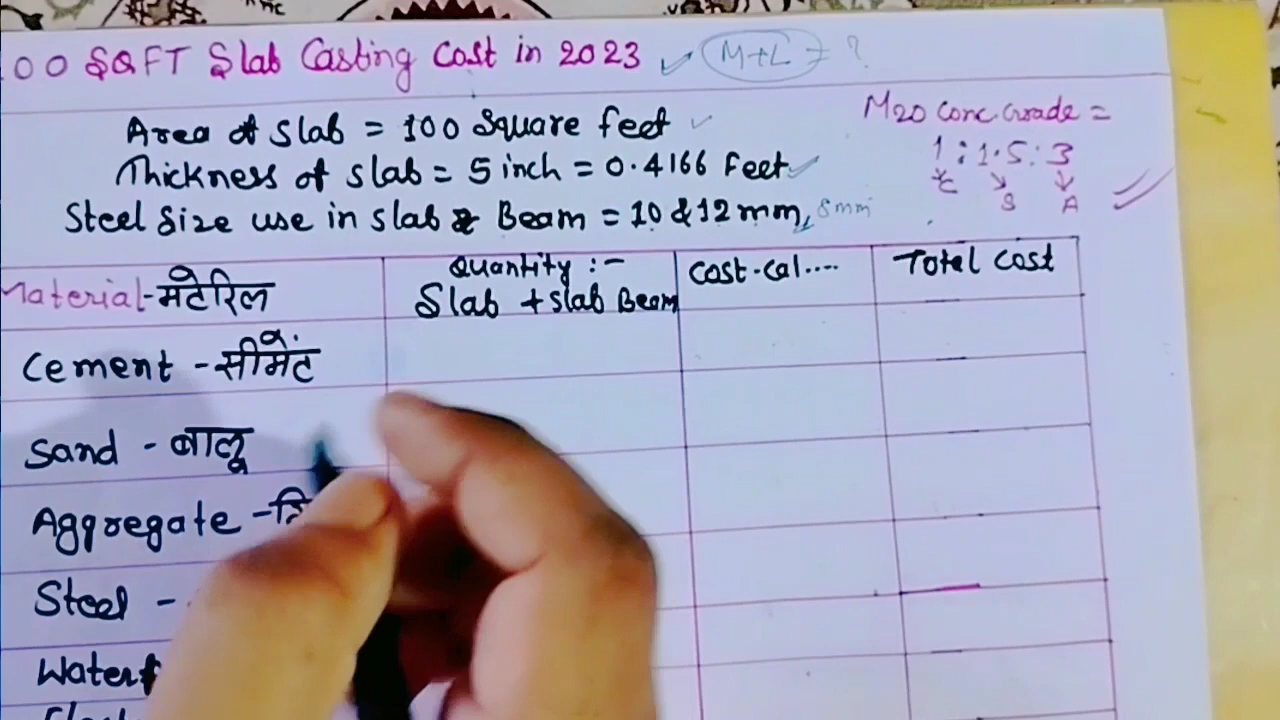 00 SQFT Slab Casting Cost in 2023 M+L = ?
Area of slab = 100 Square feet
Thickness of slab = 5 inch = 0.4166 Feet
Steel Size use in slab & Beam = 10 & 12 mm, 8mm
M20 Conc. Grade =
1 : 1.5 : 3
C S A
Material-मटेरिल Quantity :- Slab + slab Beam Cost-cal.... Total Cost
Cement - सीमेंट
Sand - बालू
Aggregate -
Steel -
Water